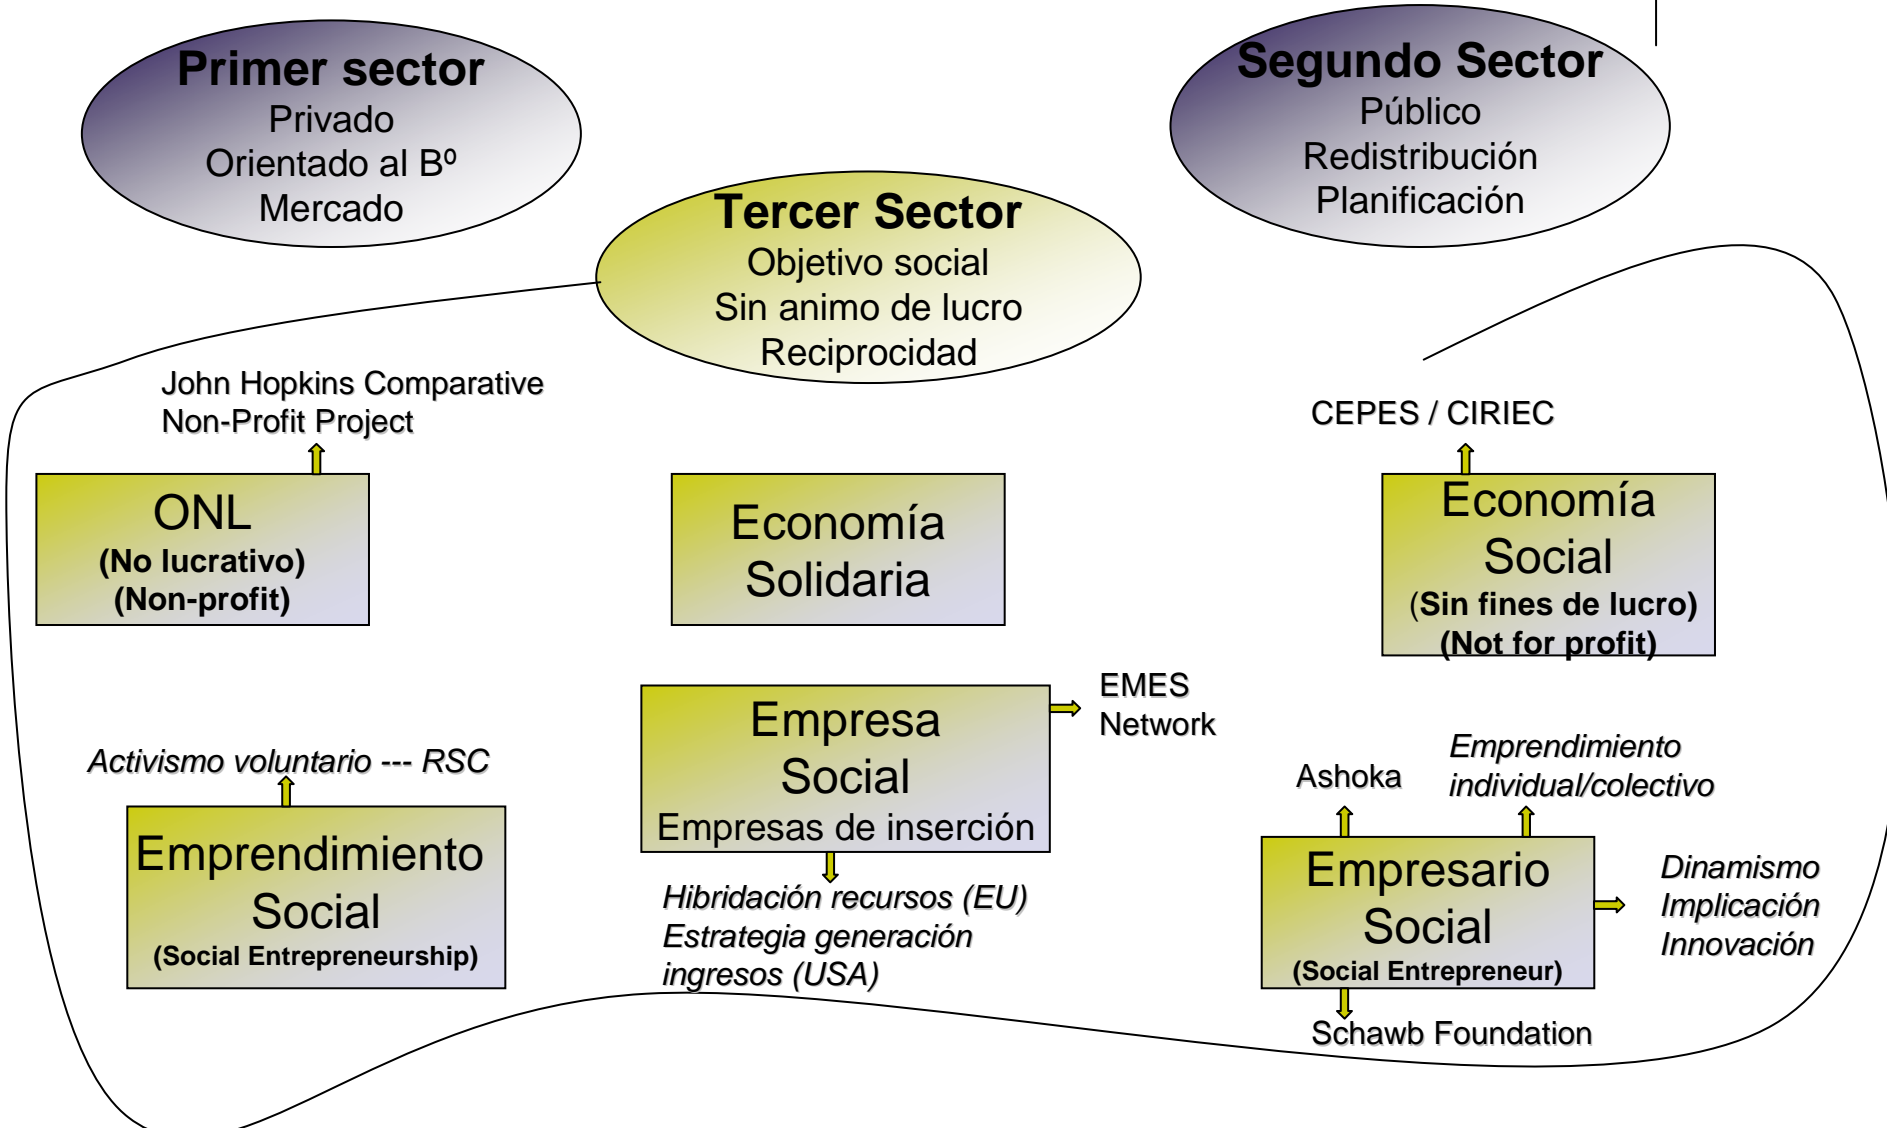 Primer sector
Privado
Orientado al Bº
Mercado
Segundo Sector
Público
Redistribución
Planificación
Tercer Sector
Objetivo social
Sin animo de lucro
Reciprocidad
John Hopkins Comparative
Non-Profit Project
ONL
(No lucrativo)
(Non-profit)
Economía
Solidaria
CEPES / CIRIEC
Economía
Social
(Sin fines de lucro)
(Not for profit)
Activismo voluntario --- RSC
Emprendimiento
Social
(Social Entrepreneurship)
Empresa
Social
Empresas de inserción
EMES
Network
Hibridación recursos (EU)
Estrategia generación
ingresos (USA)
Ashoka
Emprendimiento
individual/colectivo
Empresario
Social
(Social Entrepreneur)
Dinamismo
Implicación
Innovación
Schawb Foundation